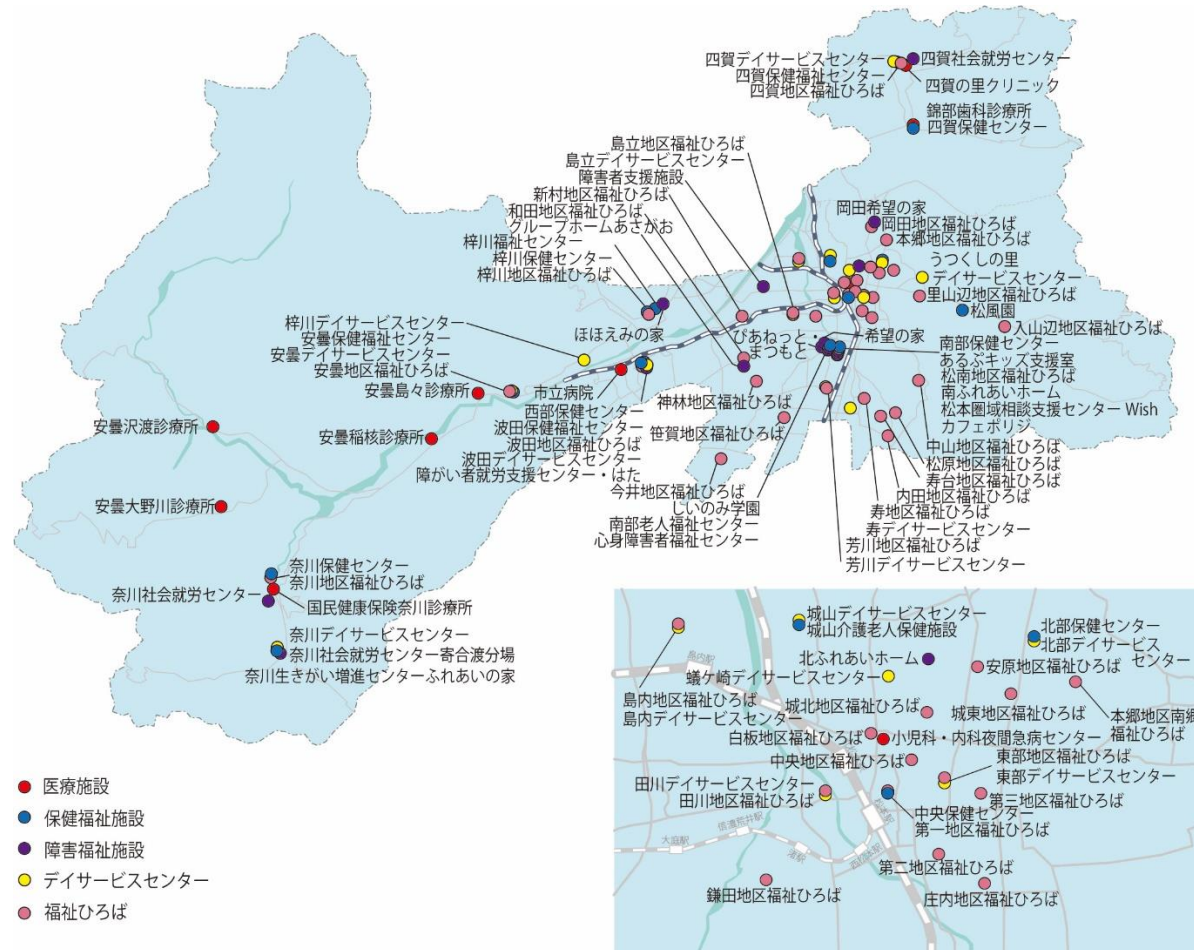 四賀デイサービスセンター
四賀保健福祉センター
四賀地区福祉ひろば
四賀社会就労センター
四賀の里クリニック
錦部歯科診療所
四賀保健センター
島立地区福祉ひろば
島立デイサービスセンター
障害者支援施設
新村地区福祉ひろば
和田地区福祉ひろば
グループホームあさがお
梓川福祉センター
梓川保健センター
梓川地区福祉ひろば
岡田希望の家
岡田地区福祉ひろば
本郷地区福祉ひろば
うつくしの里
デイサービスセンター
里山辺地区福祉ひろば
松風園
入山辺地区福祉ひろば
梓川デイサービスセンター
安曇保健福祉センター
安曇デイサービスセンター
安曇地区福祉ひろば
安曇島々診療所
安曇沢渡診療所
安曇稲核診療所
安曇大野川診療所
ほほえみの家
市立病院
西部保健センター
波田保健福祉センター
波田地区福祉ひろば
波田デイサービスセンター
障がい者就労支援センター・はた
ぴあねっと・
まつもと
希望の家
神林地区福祉ひろば
笹賀地区福祉ひろば
今井地区福祉ひろば
しいのみ学園
南部老人福祉センター
心身障害者福祉センター
南部保健センター
あるぷキッズ支援室
松南地区福祉ひろば
南ふれあいホーム
松本圏域相談支援センター Wish
カフェポリジ
中山地区福祉ひろば
松原地区福祉ひろば
寿台地区福祉ひろば
内田地区福祉ひろば
寿地区福祉ひろば
寿デイサービスセンター
芳川地区福祉ひろば
芳川デイサービスセンター
奈川保健センター
奈川地区福祉ひろば
奈川社会就労センター
国民健康保険奈川診療所
奈川デイサービスセンター
奈川社会就労センター寄合渡分場
奈川生きがい増進センターふれあいの家
医療施設
保健福祉施設
障害福祉施設
デイサービスセンター
福祉ひろば
城山デイサービスセンター
城山介護老人保健施設
北部保健センター
北部デイサービス
センター
島内駅
北ふれあいホーム
安原地区福祉ひろば
蟻ケ崎デイサービスセンター
島内地区福祉ひろば
島内デイサービスセンター
城北地区福祉ひろば
城東地区福祉ひろば
本郷地区南郷
福祉ひろば
白板地区福祉ひろば
小児科・内科夜間急病センター
中央地区福祉ひろば
東部地区福祉ひろば
東部デイサービスセンター
田川デイサービスセンター
田川地区福祉ひろば
第三地区福祉ひろば
中央保健センター
第一地区福祉ひろば
松本駅
信濃荒井駅
大庭駅
渚駅
西松本駅
第二地区福祉ひろば
鎌田地区福祉ひろば
庄内地区福祉ひろば